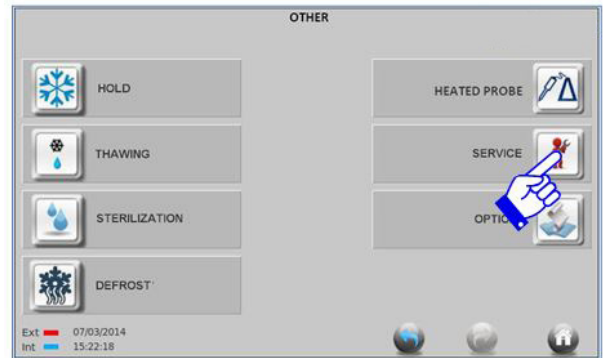 OTHER
HOLD
THAWING
STERILIZATION
DEFROST
HEATED PROBE
SERVICE
Ext 07/03/2014
Int 15:22:18